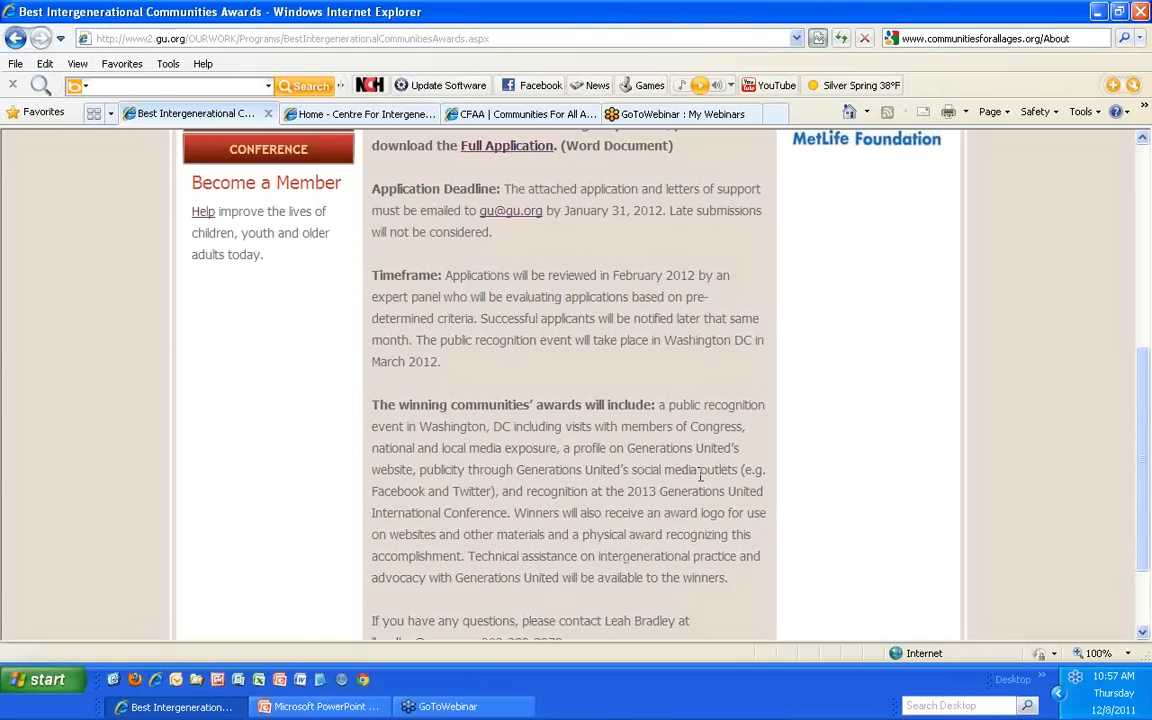 Best Intergenerational Communities Awards - Windows Internet Explorer
http://www2.gu.org/OURWORK/Programs/BestIntergenerationalCommunitiesAwards.aspx
www.communitiesforallages.org/About
File Edit View Favorites Tools Help
Search
NCH
Update Software
Facebook
News
Games
YouTube
Silver Spring 38°F
Favorites
Best Intergenerational C...
Home - Centre For Intergene...
CFAA | Communities For All A...
GoToWebinar : My Webinars
Page Safety Tools
CONFERENCE
Become a Member
Help improve the lives of
children, youth and older
adults today.
download the Full Application. (Word Document)
Application Deadline: The attached application and letters of support
must be emailed to gu@gu.org by January 31, 2012. Late submissions
will not be considered.
Timeframe: Applications will be reviewed in February 2012 by an
expert panel who will be evaluating applications based on pre-
determined criteria. Successful applicants will be notified later that same
month. The public recognition event will take place in Washington DC in
March 2012.
The winning communities’ awards will include: a public recognition
event in Washington, DC including visits with members of Congress,
national and local media exposure, a profile on Generations United’s
website, publicity through Generations United’s social media outlets (e.g.
Facebook and Twitter), and recognition at the 2013 Generations United
International Conference. Winners will also receive an award logo for use
on websites and other materials and a physical award recognizing this
accomplishment. Technical assistance on intergenerational practice and
advocacy with Generations United will be available to the winners.
If you have any questions, please contact Leah Bradley at
MetLife Foundation
Internet
100%
start
Desktop
10:57 AM
Thursday
12/8/2011
Best Intergeneration...
Microsoft PowerPoint ...
GoToWebinar
Search Desktop